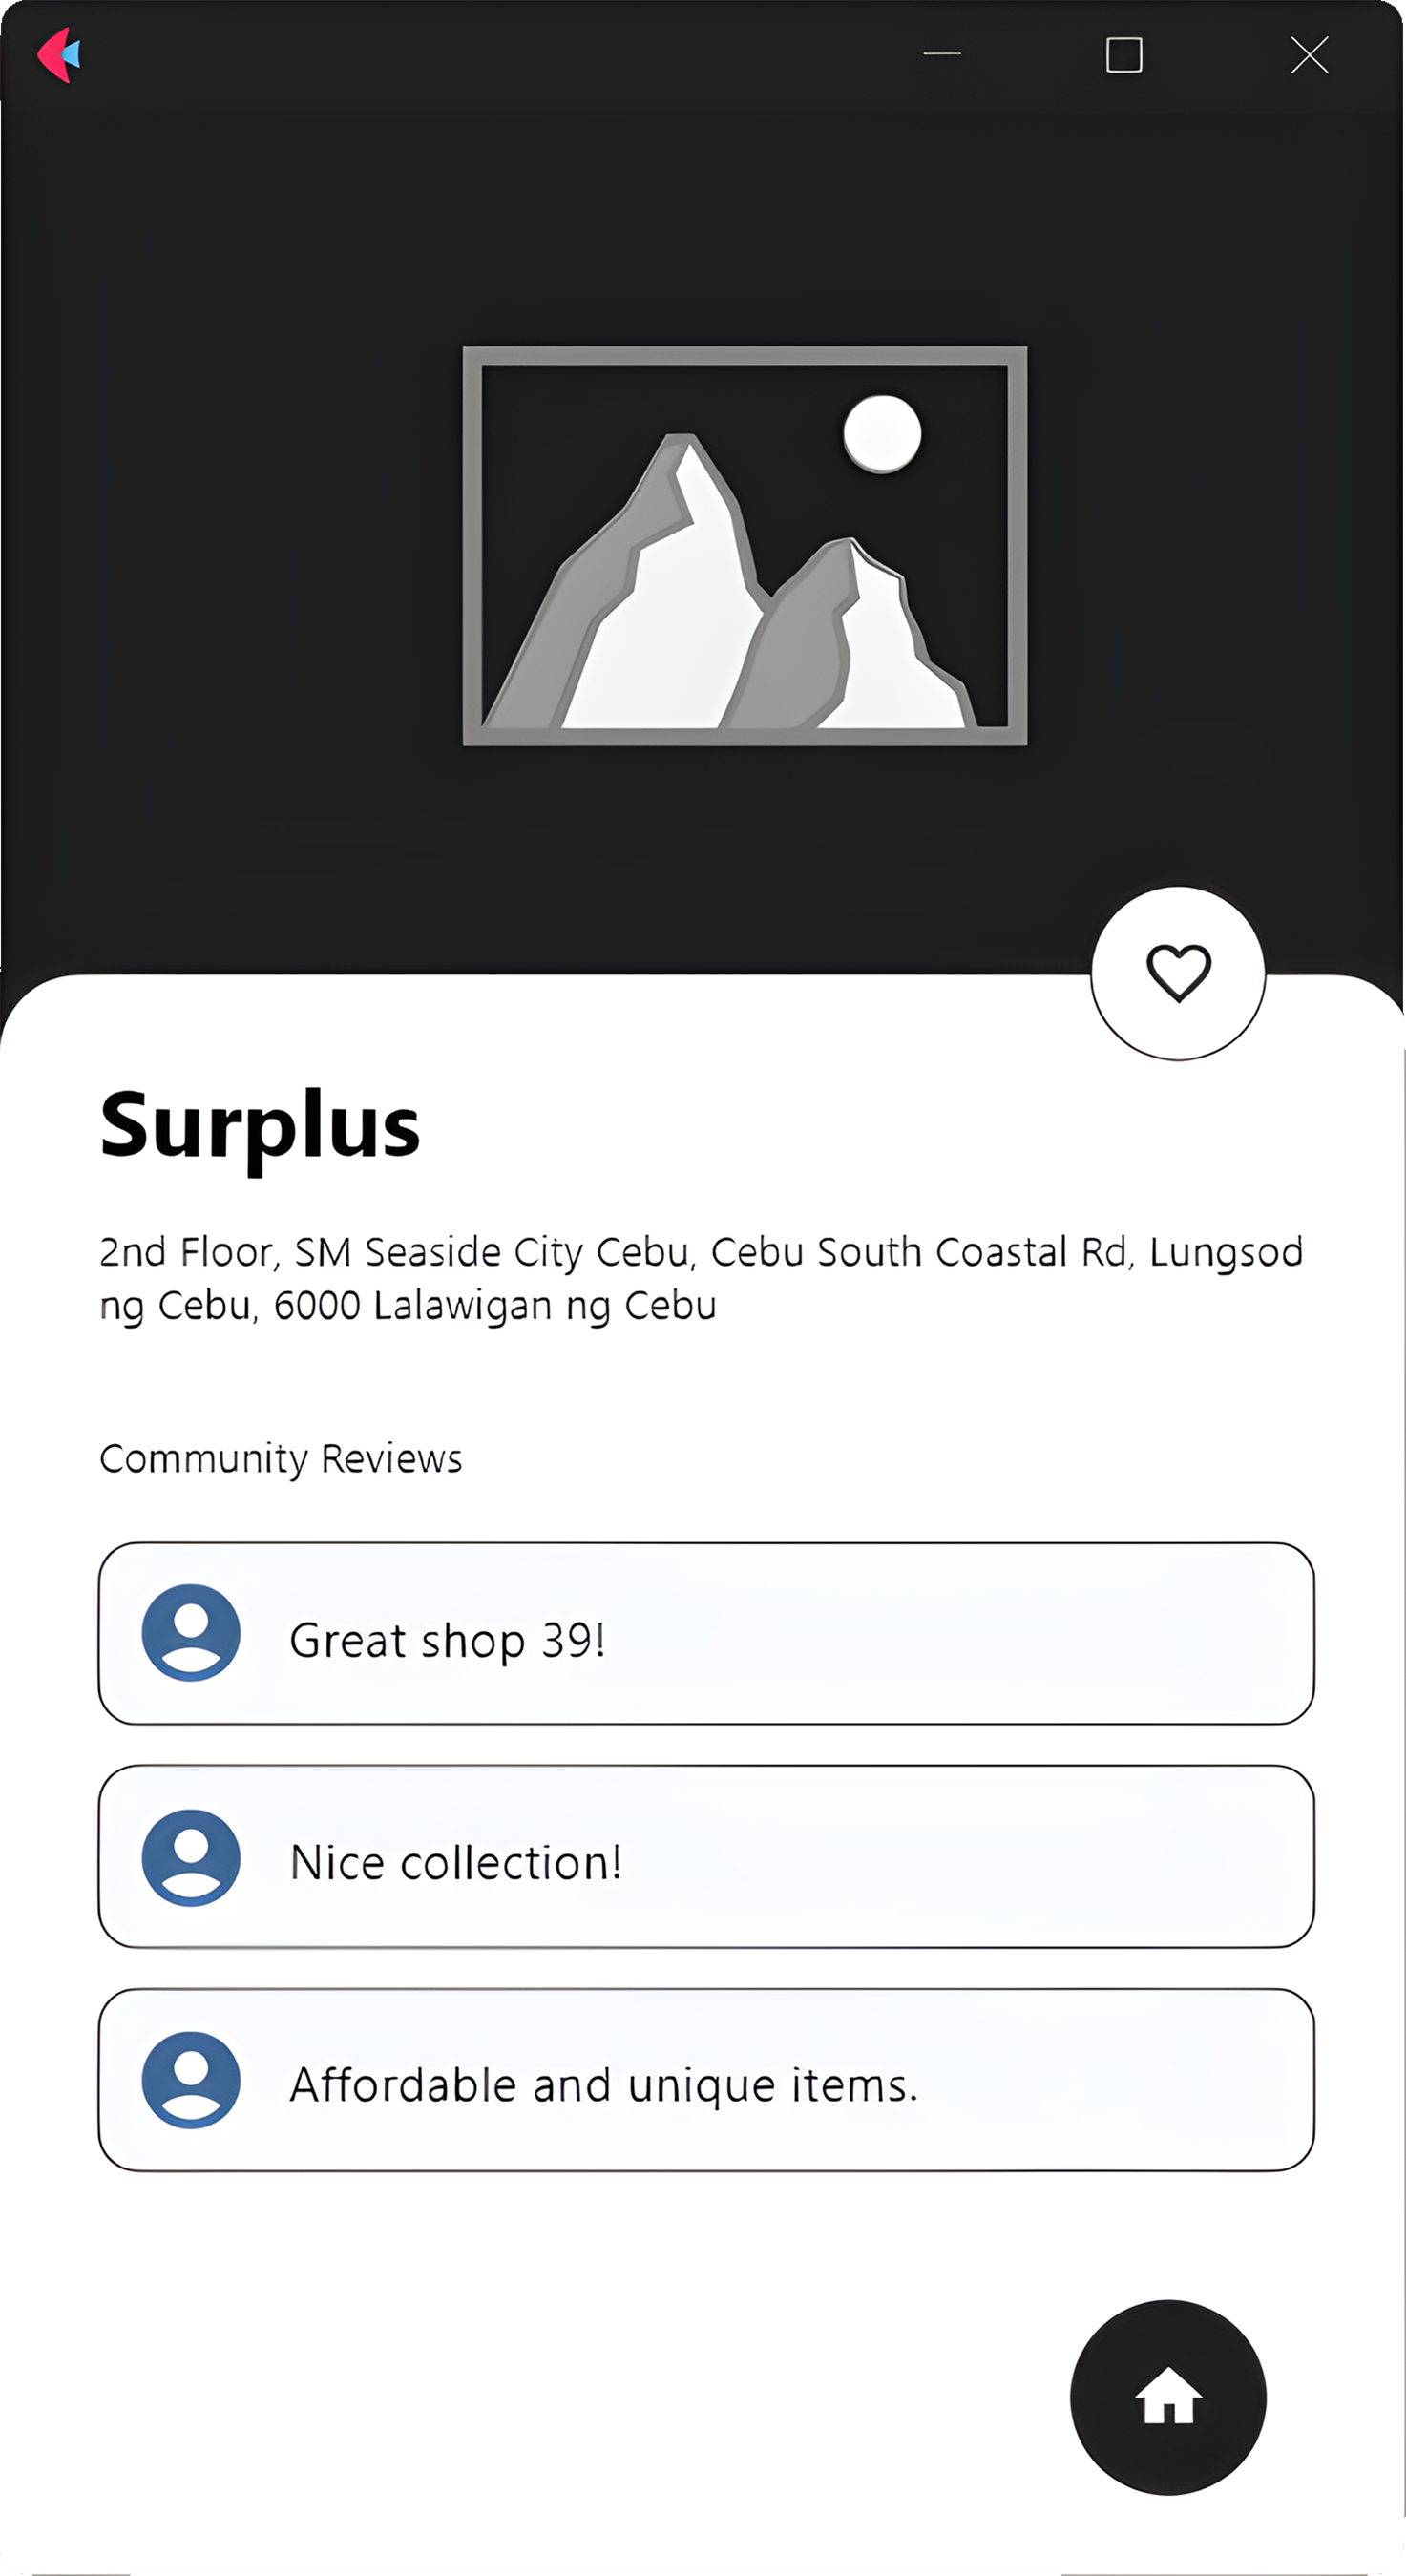 Surplus
2nd Floor, SM Seaside City Cebu, Cebu South Coastal Rd, Lungsod
ng Cebu, 6000 Lalawigan ng Cebu
Community Reviews
Great shop 39!
Nice collection!
Affordable and unique items.